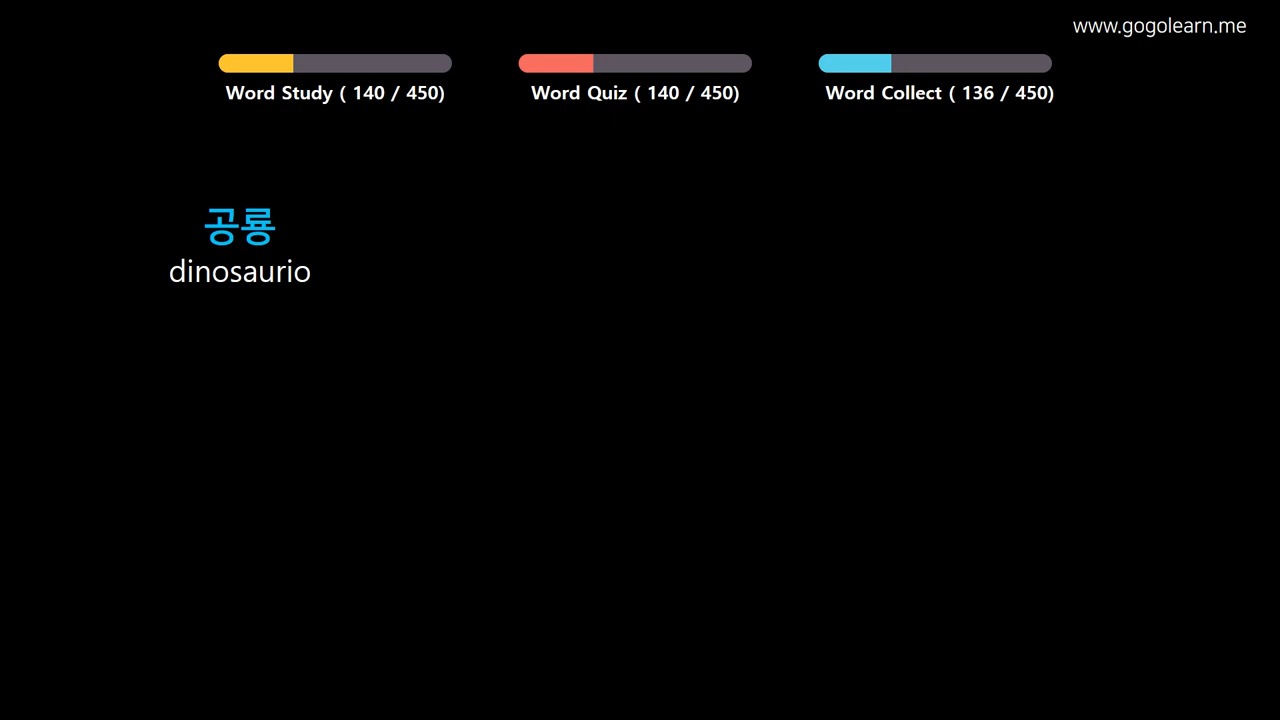 www.gogolearn.me
Word Study ( 140 / 450)
Word Quiz ( 140 / 450)
Word Collect ( 136 / 450)
공룡
dinosaurio